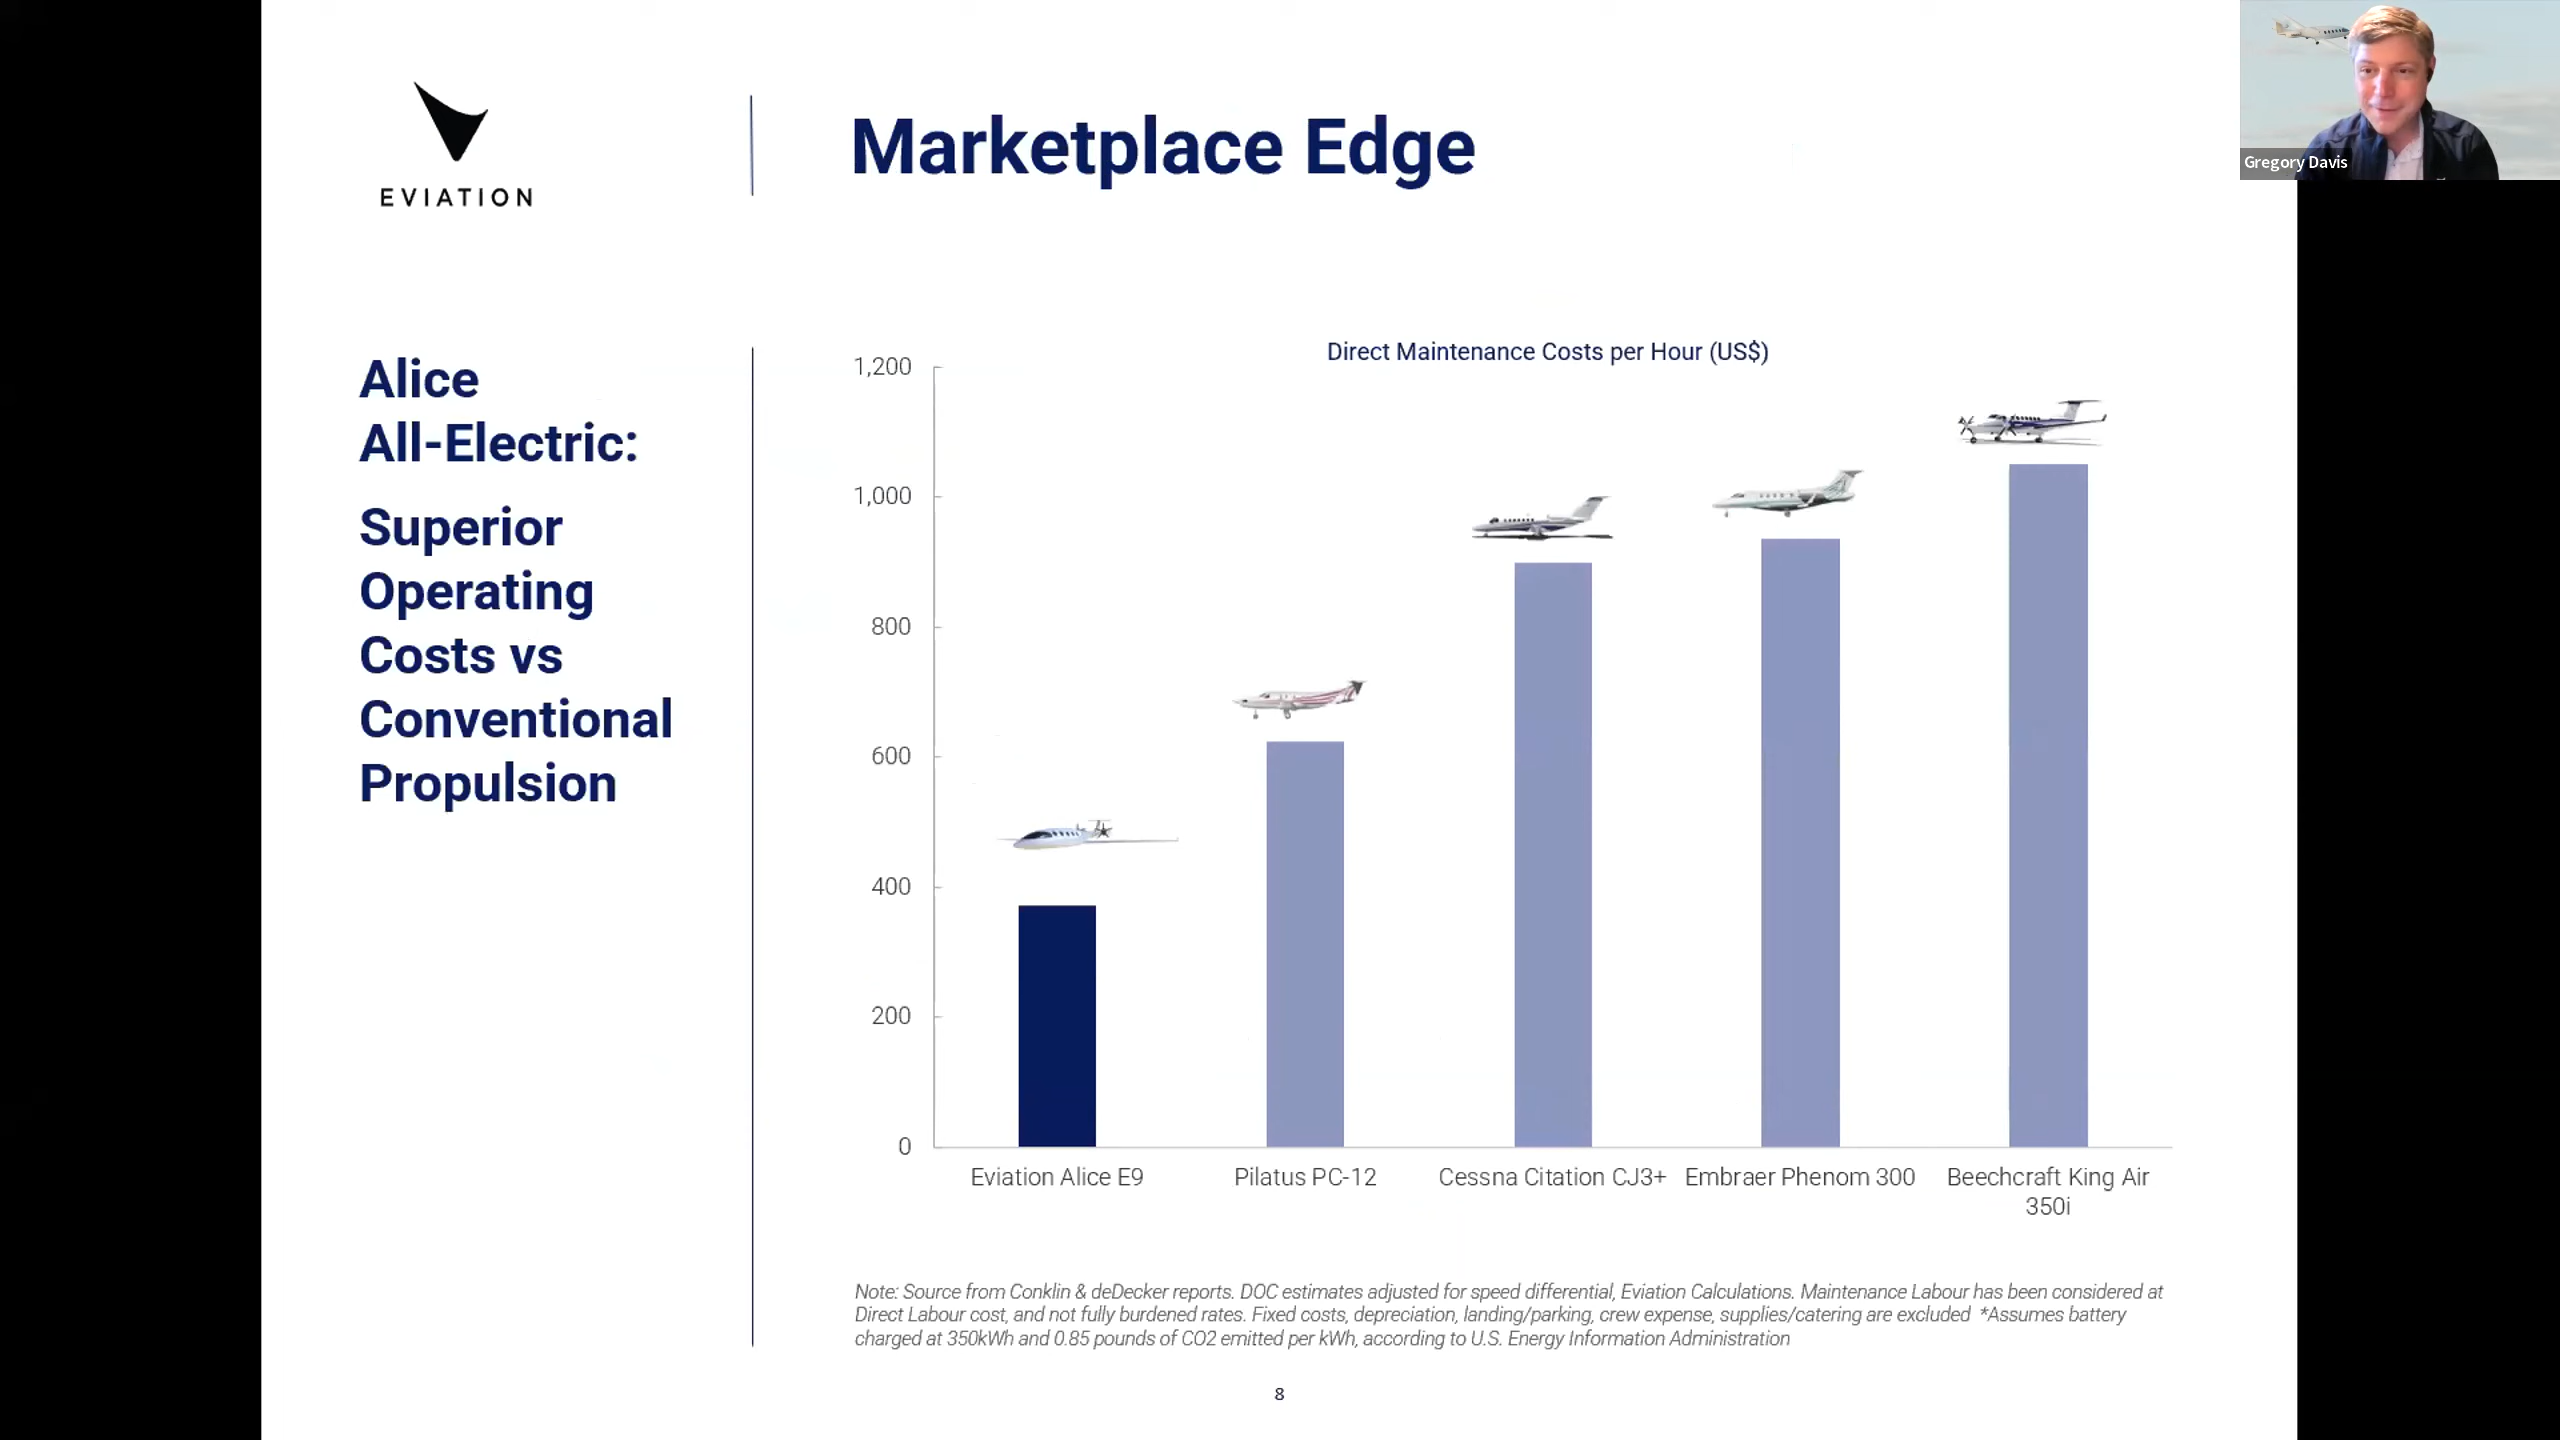 EVIATION
Marketplace Edge
Gregory Davis
Alice
All-Electric:
Superior
Operating
Costs vs
Conventional
Propulsion
Direct Maintenance Costs per Hour (US$)
1,200
1,000
800
600
400
200
0
Eviation Alice E9
Pilatus PC-12
Cessna Citation CJ3+
Embraer Phenom 300
Beechcraft King Air
350i
Note: Source from Conklin & deDecker reports. DOC estimates adjusted for speed differential, Eviation Calculations. Maintenance Labour has been considered at
Direct Labour cost, and not fully burdened rates. Fixed costs, depreciation, landing/parking, crew expense, supplies/catering are excluded *Assumes battery
charged at 350kWh and 0.85 pounds of CO2 emitted per kWh, according to U.S. Energy Information Administration
8